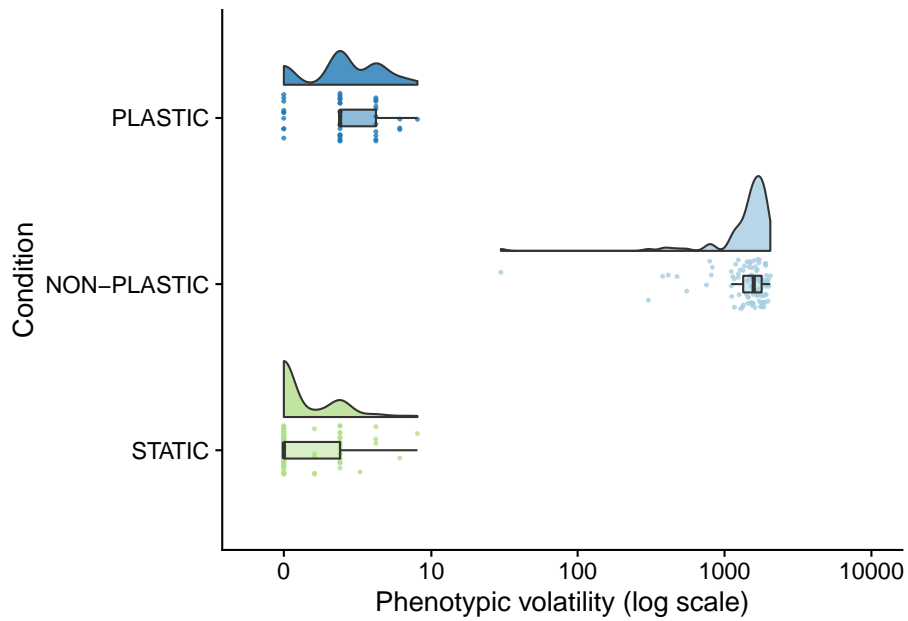 PLASTIC
NON−PLASTIC
STATIC
Condition
0 10 100 1000 10000
Phenotypic volatility (log scale)